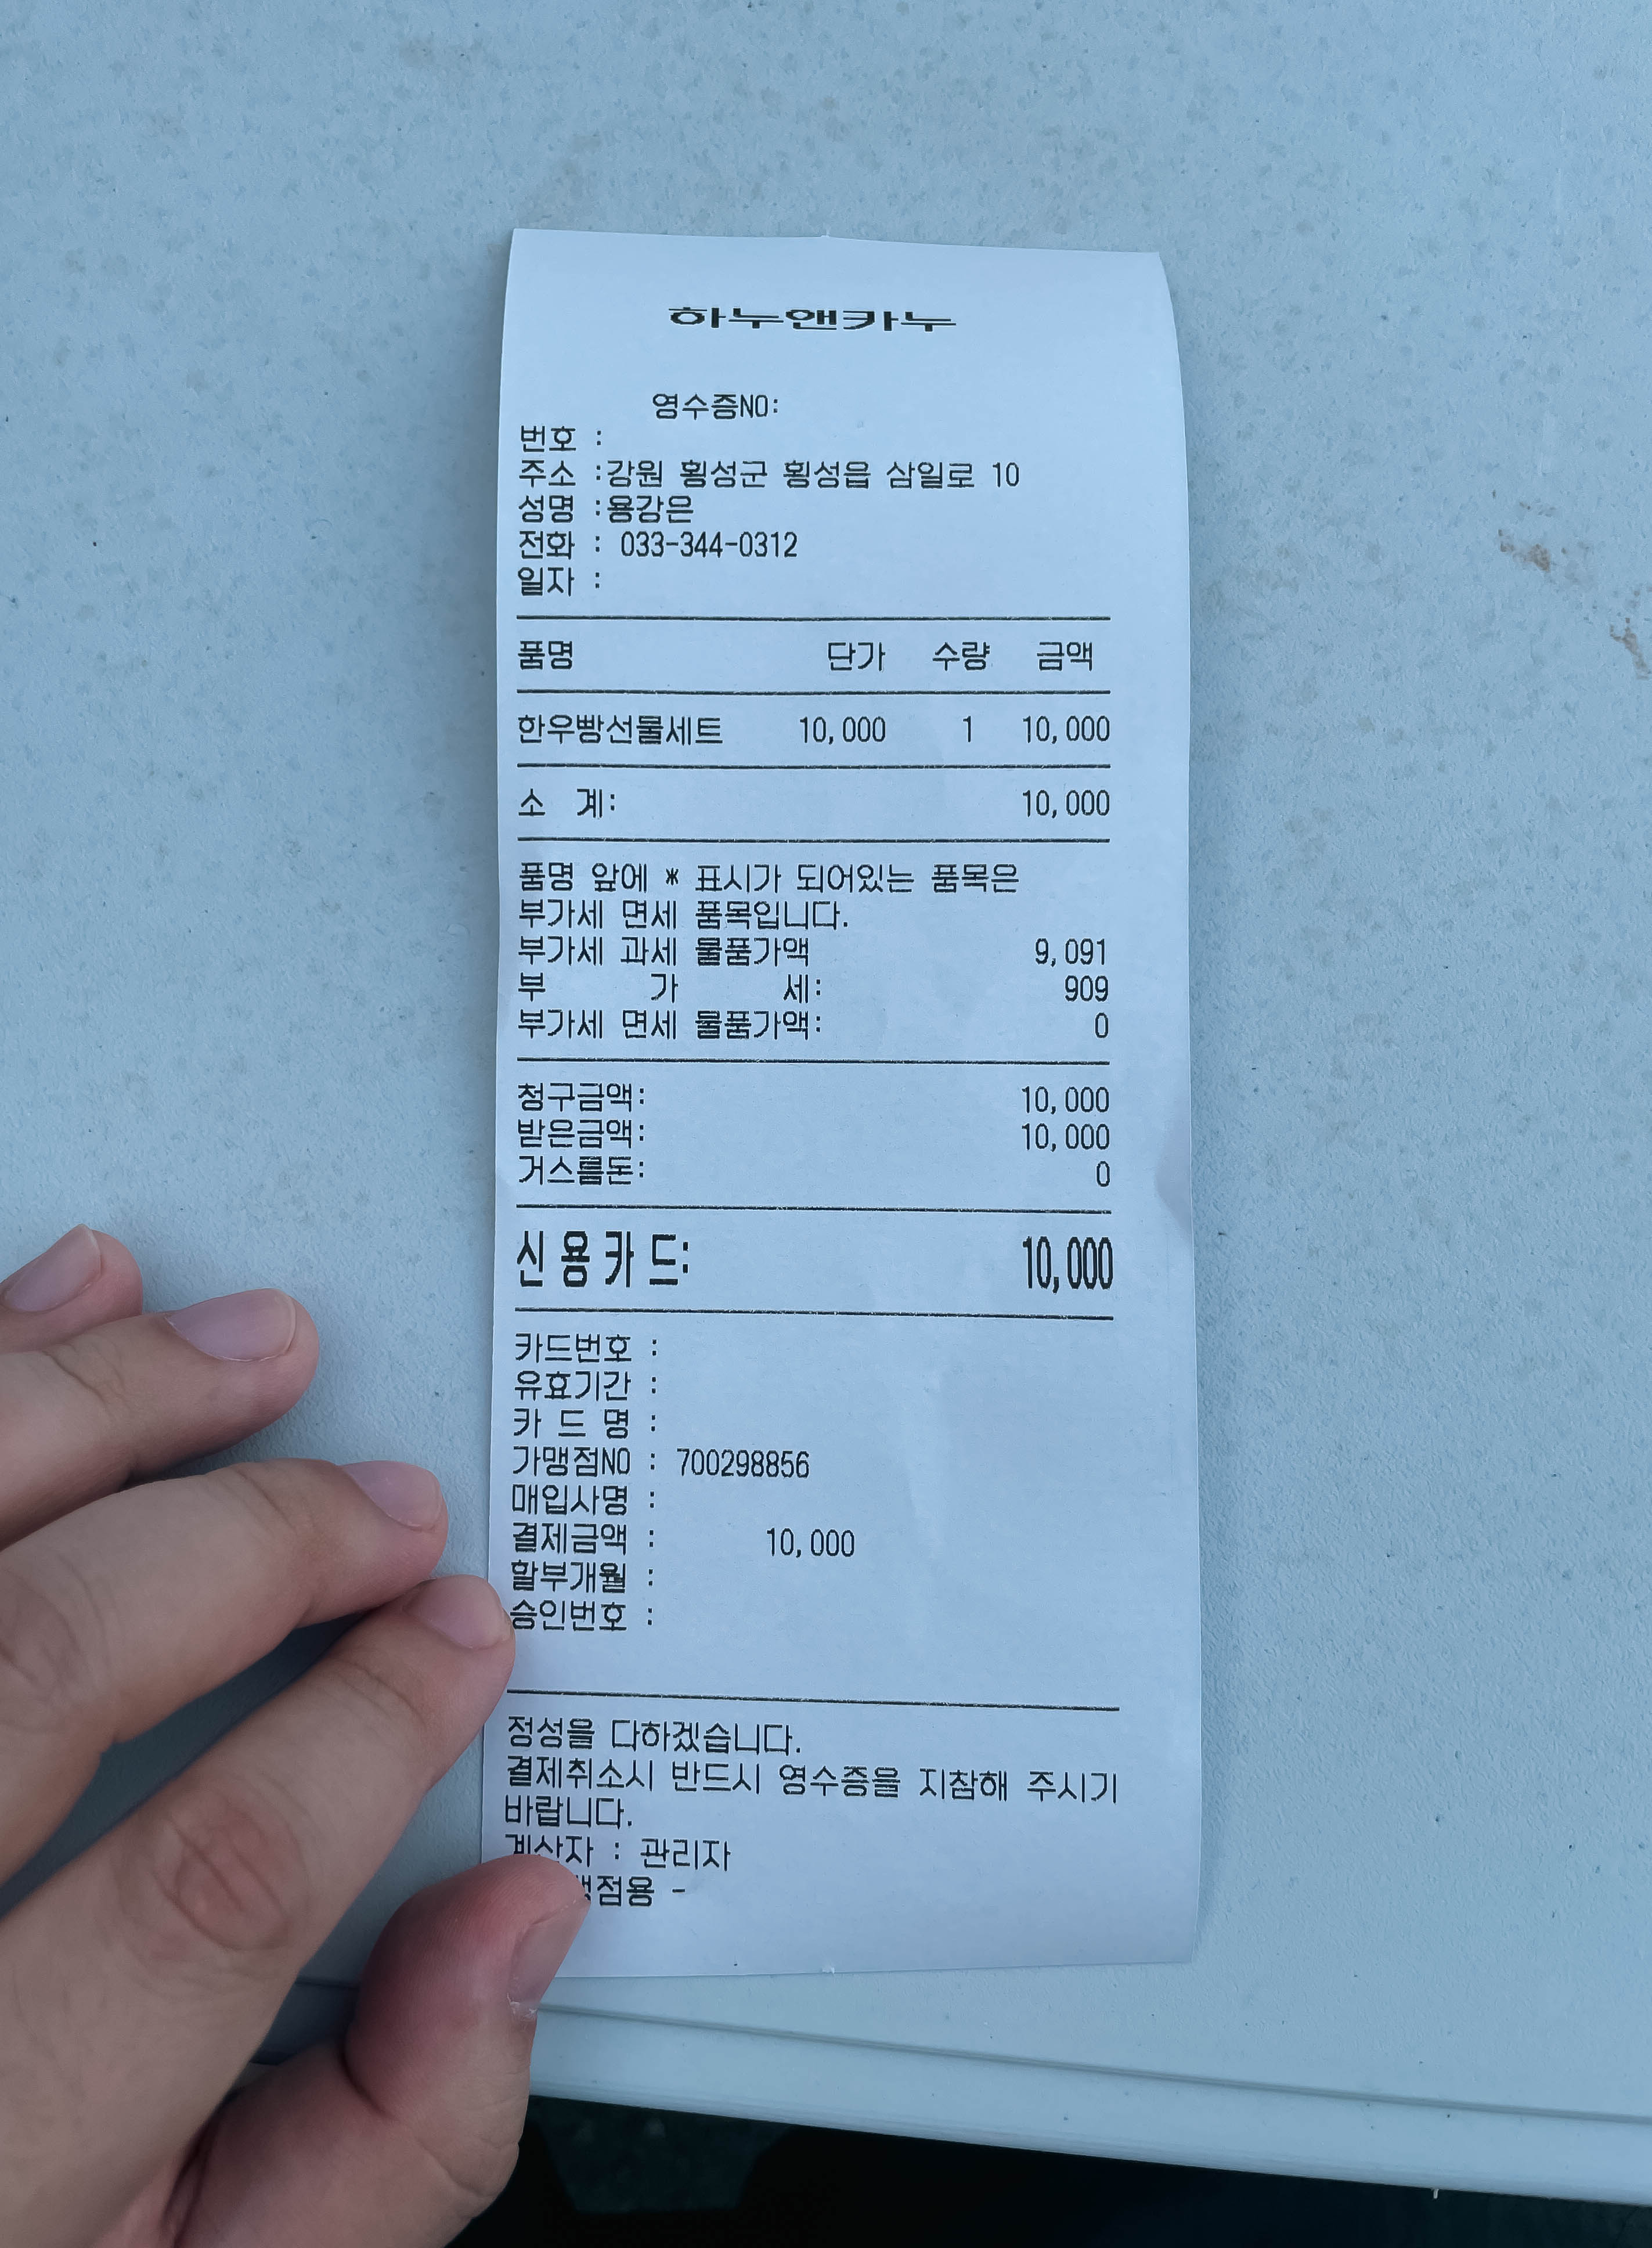 하누앤카누
영수증NO:
번호 :
주소 :강원 횡성군 횡성읍 삼일로 10
성명 :용강은
전화 : 033-344-0312
일자 :
품명 단가 수량 금액
한우빵선물세트 10,000 1 10,000
소 계: 10,000
품명 앞에 * 표시가 되어있는 품목은
부가세 면세 품목입니다.
부가세 과세 물품가액 9,091
부 가 세: 909
부가세 면세 물품가액: 0
청구금액: 10,000
받은금액: 10,000
거스름돈: 0
신용카드: 10,000
카드번호 :
유효기간 :
카 드 명 :
가맹점NO : 700298856
매입사명 :
결제금액 : 10,000
할부개월 :
승인번호 :
정성을 다하겠습니다.
결제취소시 반드시 영수증을 지참해 주시기
바랍니다.
계산자 : 관리자
점용 -